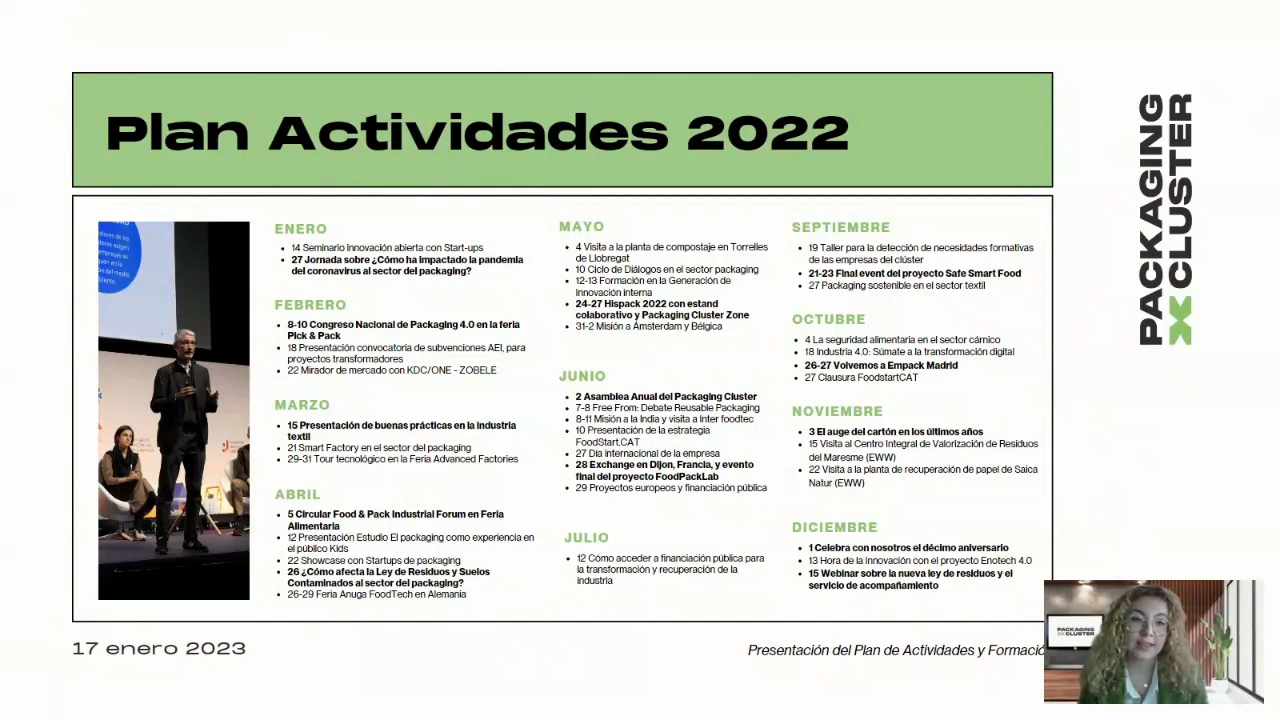 Plan Actividades 2022
PACKAGING
CLUSTER
ENERO
• 14 Seminario innovación abierta con Start-ups
• 27 Jornada sobre ¿Cómo ha impactado la pandemia
del coronavirus al sector del packaging?
FEBRERO
• 8-10 Congreso Nacional de Packaging 4.0 en la feria
Pick & Pack
• 18 Presentación convocatoria de subvenciones AEI, para
proyectos transformadores
• 22 Mirador de mercado con KDC/ONE - ZOBELE
MARZO
• 15 Presentación de buenas prácticas en la industria
textil
• 21 Smart Factory en el sector del packaging
• 29-31 Tour tecnológico en la Feria Advanced Factories
ABRIL
• 5 Circular Food & Pack Industrial Forum en Feria
Alimentaria
• 12 Presentación Estudio El packaging como experiencia en
el público Kids
• 22 Showcase con Startups de packaging
• 26 ¿Cómo afecta la Ley de Residuos y Suelos
Contaminados al sector del packaging?
• 26-29 Feria Anuga FoodTech en Alemania
MAYO
• 4 Visita a la planta de compostaje en Torrelles
de Llobregat
• 10 Ciclo de Diálogos en el sector packaging
• 12-13 Formación en la Generación de
Innovación interna
• 24-27 Hispack 2022 con estand
colaborativo y Packaging Cluster Zone
• 31-2 Misión a Ámsterdam y Bélgica
JUNIO
• 2 Asamblea Anual del Packaging Cluster
• 7-8 Free From: Debate Reusable Packaging
• 8-11 Misión a la India y visita a Inter foodtec
• 10 Presentación de la estrategia
FoodStart.CAT
• 27 Día internacional de la empresa
• 28 Exchange en Dijon, Francia, y evento
final del proyecto FoodPackLab
• 29 Proyectos europeos y financiación pública
JULIO
• 12 Cómo acceder a financiación pública para
la transformación y recuperación de la
industria
SEPTIEMBRE
• 19 Taller para la detección de necesidades formativas
de las empresas del clúster
• 21-23 Final event del proyecto Safe Smart Food
• 27 Packaging sostenible en el sector textil
OCTUBRE
• 4 La seguridad alimentaria en el sector cárnico
• 18 Industria 4.0: Súmate a la transformación digital
• 26-27 Volvemos a Empack Madrid
• 27 Clausura FoodstartCAT
NOVIEMBRE
• 3 El auge del cartón en los últimos años
• 15 Visita al Centro Integral de Valorización de Residuos
del Maresme (EWW)
• 22 Visita a la planta de recuperación de papel de Saica
Natur (EWW)
DICIEMBRE
• 1 Celebra con nosotros el décimo aniversario
• 13 Hora de la innovación con el proyecto Enotech 4.0
• 15 Webinar sobre la nueva ley de residuos y el
servicio de acompañamiento
17 enero 2023
Presentación del Plan de Actividades y Formació
PACKAGING
CLUSTER